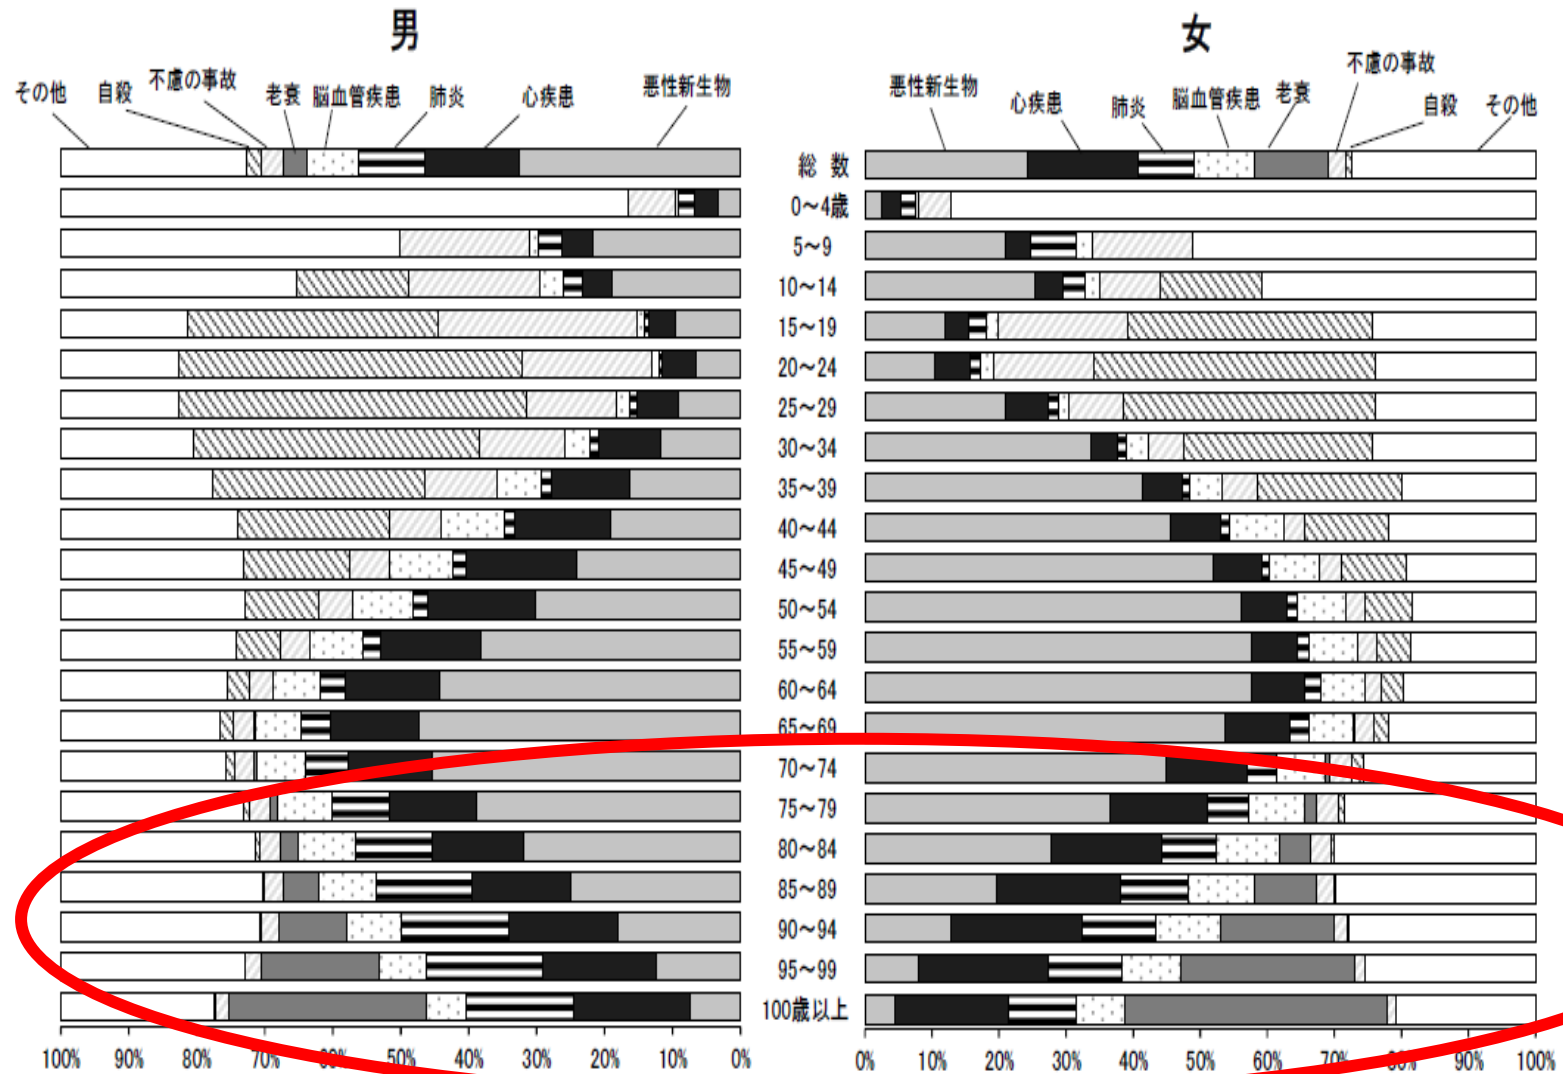 男
女
その他 自殺 不慮の事故 老衰 脳血管疾患 肺炎 心疾患 悪性新生物
悪性新生物 心疾患 肺炎 脳血管疾患 老衰 不慮の事故 自殺 その他
総数
0～4歳
5～9
10～14
15～19
20～24
25～29
30～34
35～39
40～44
45～49
50～54
55～59
60～64
65～69
70～74
75～79
80～84
85～89
90～94
95～99
100歳以上
100% 90% 80% 70% 60% 50% 40% 30% 20% 10% 0%
0% 10% 20% 30% 40% 50% 60% 70% 80% 90% 100%